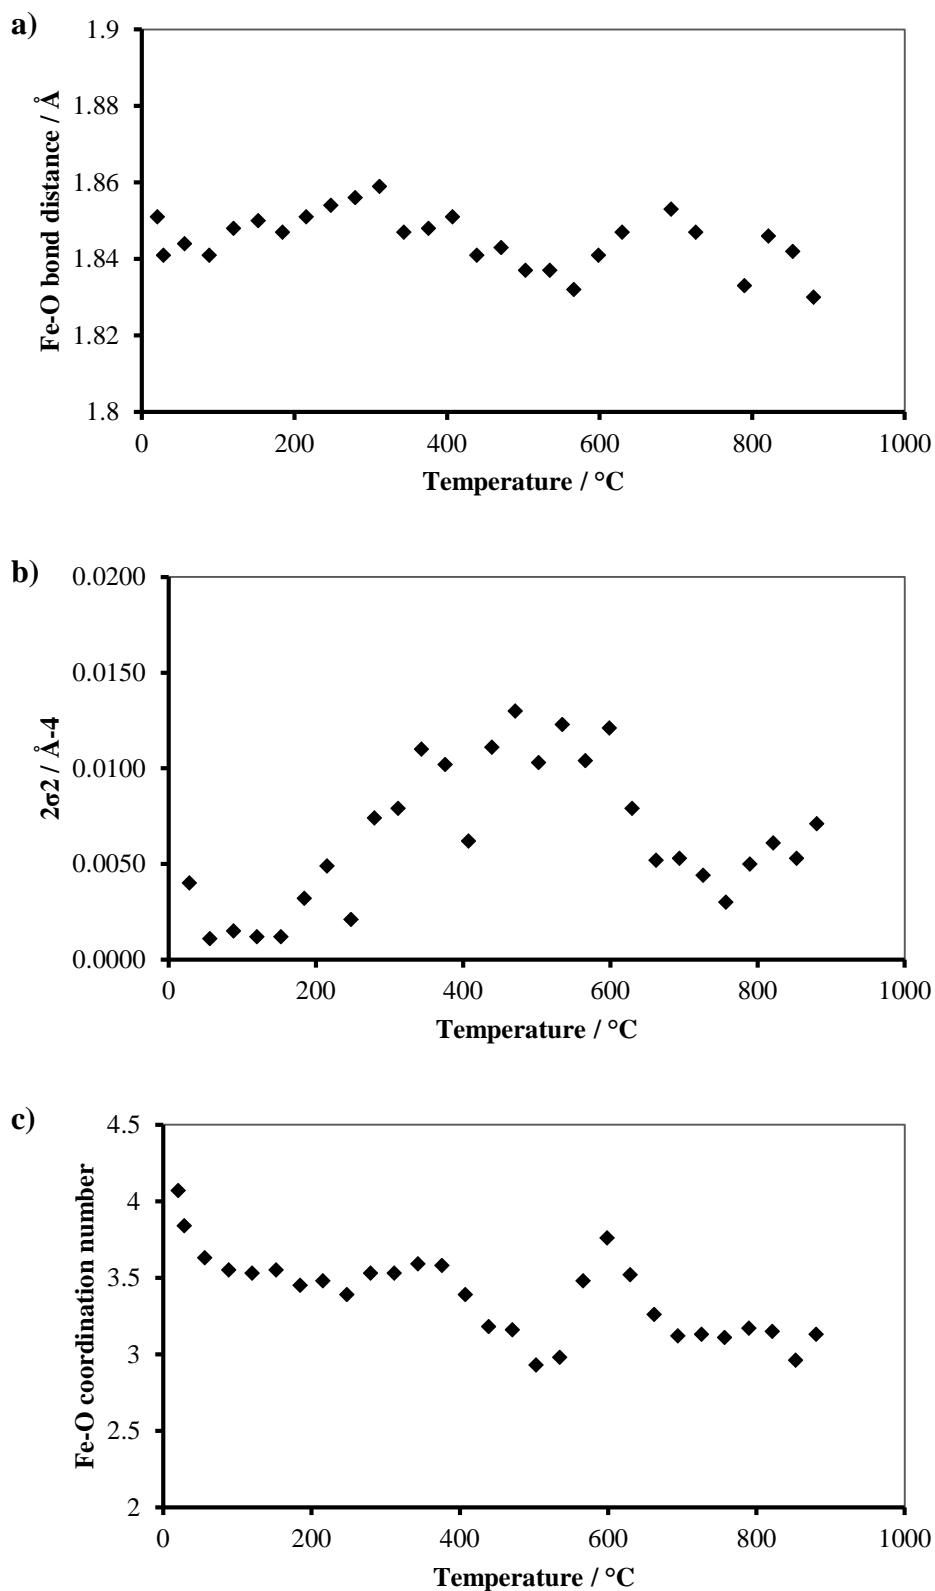 a)
1.9
1.88
1.86
1.84
1.82
1.8
Fe-O bond distance / Å
0 200 400 600 800 1000
Temperature / °C
b)
0.0200
0.0150
0.0100
0.0050
0.0000
2σ2 / Å-4
0 200 400 600 800 1000
Temperature / °C
c)
4.5
4
3.5
3
2.5
2
Fe-O coordination number
0 200 400 600 800 1000
Temperature / °C